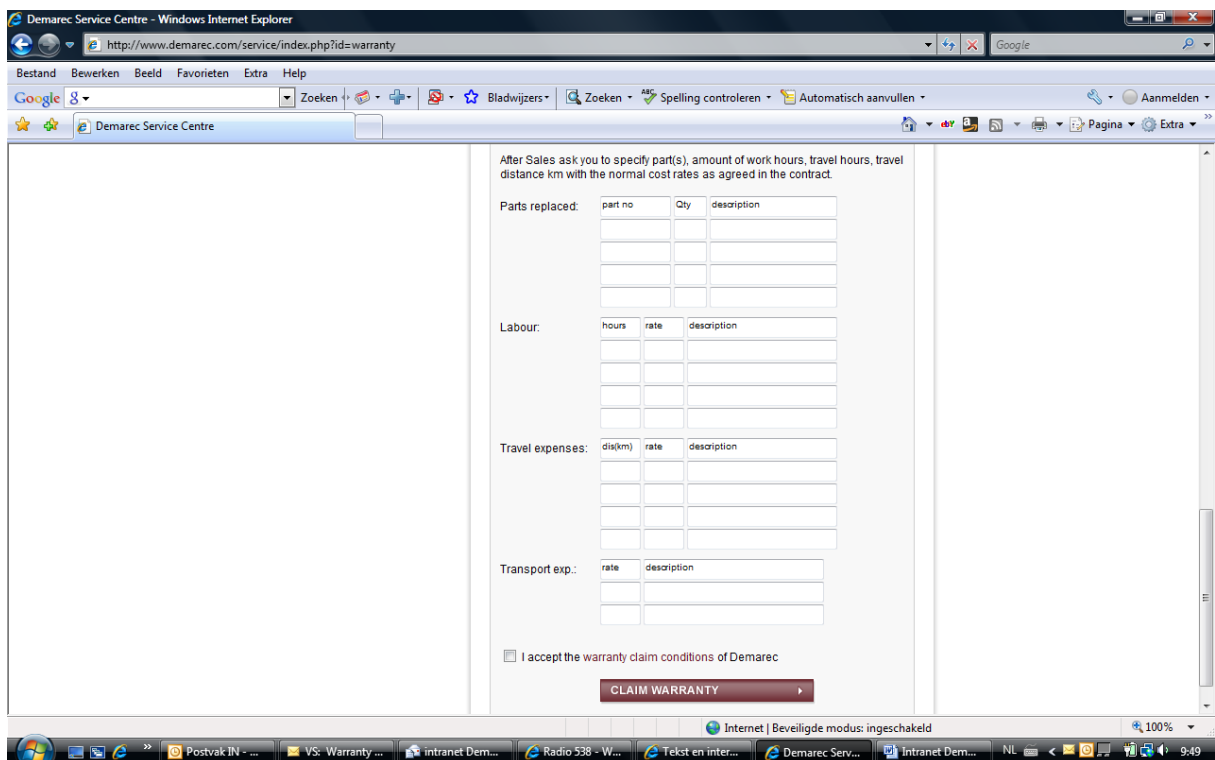 Demarec Service Centre - Windows Internet Explorer
http://www.demarec.com/service/index.php?id=warranty
Google
Bestand Bewerken Beeld Favorieten Extra Help
Google Zoeken Bladwijzers Zoeken Spelling controleren Automatisch aanvullen Aanmelden
Demarec Service Centre Pagina Extra
After Sales ask you to specify part(s), amount of work hours, travel hours, travel
distance km with the normal cost rates as agreed in the contract.
Parts replaced: part no Qty description
Labour: hours rate description
Travel expenses: dis(km) rate description
Transport exp.: rate description
I accept the warranty claim conditions of Demarec
CLAIM WARRANTY
Internet | Beveiligde modus: ingeschakeld 100%
Postvak IN - ... VS: Warranty ... intranet Dem... Radio 538 - W... Tekst en inter... Demarec Serv... Intranet Dem... NL 9:49